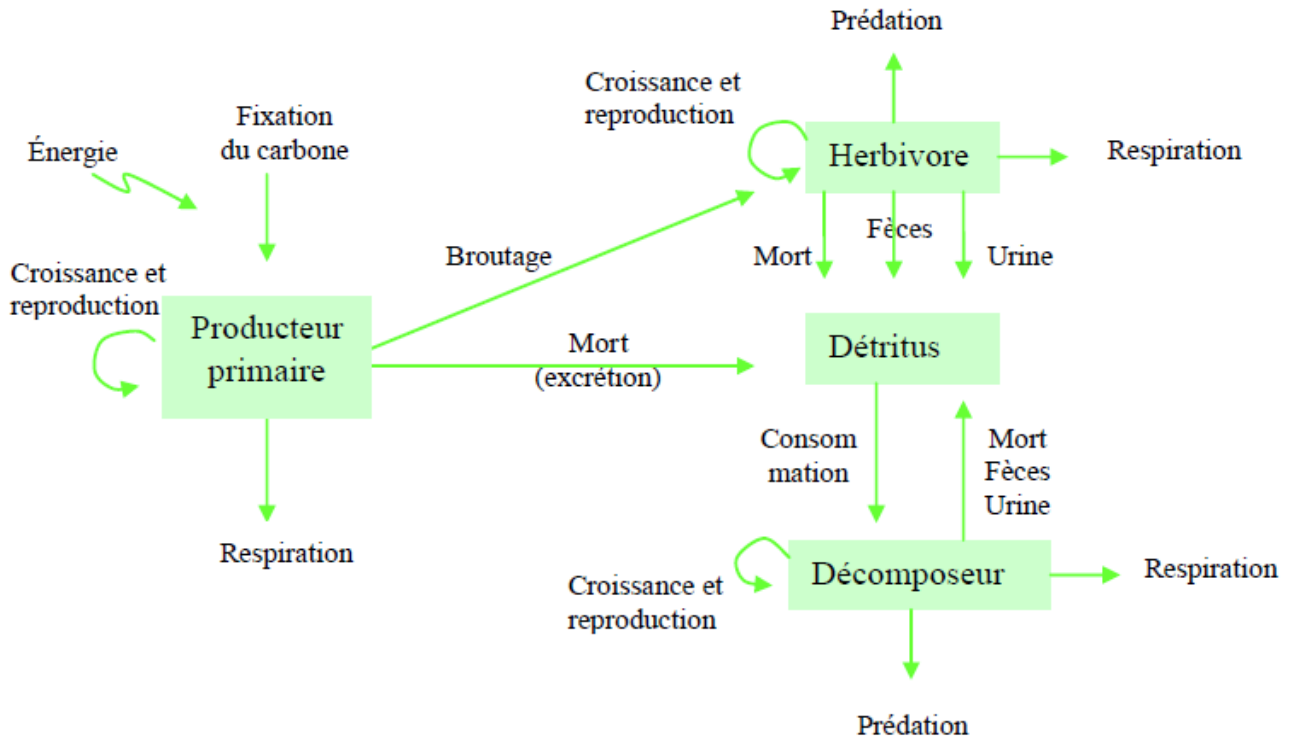 Prédation
Croissance et
reproduction
Fixation
du carbone
Énergie
Herbivore
Respiration
Fèces
Broutage
Mort
Urine
Croissance et
reproduction
Producteur
primaire
Mort
(excrétion)
Détritus
Consom
mation
Mort
Fèces
Urine
Respiration
Décomposeur
Respiration
Croissance et
reproduction
Prédation